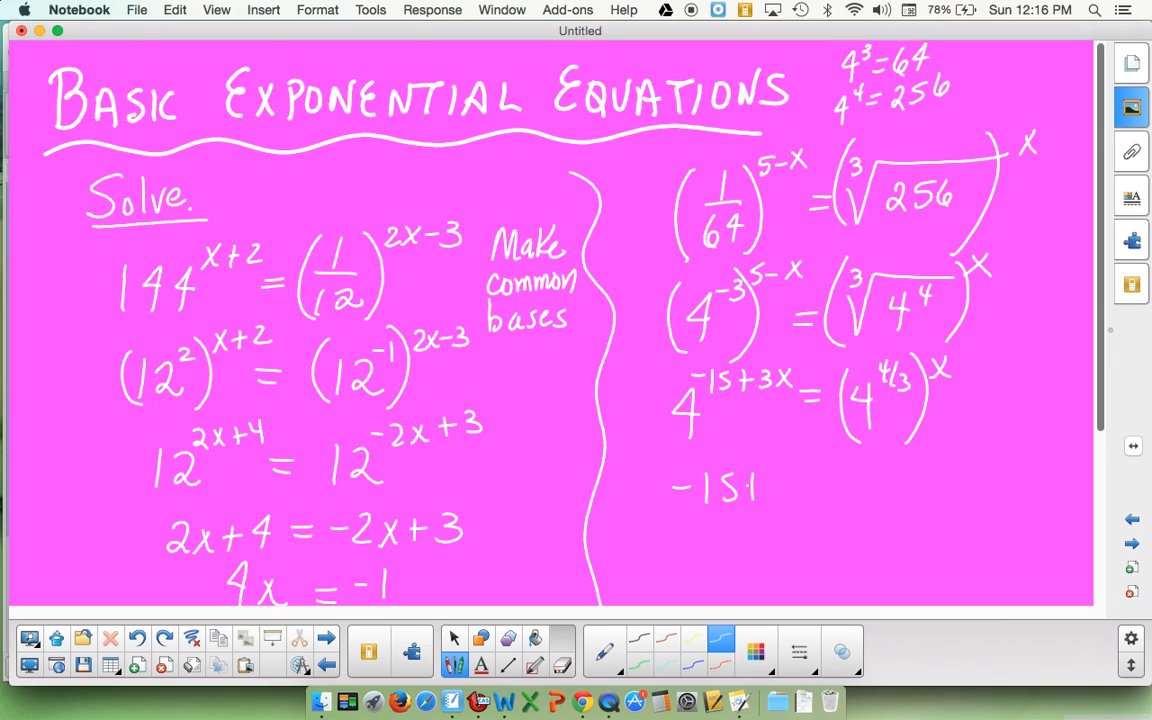 Notebook File Edit View Insert Format Tools Response Window Add-ons Help 78% Sun 12:16 PM
Untitled
BASIC EXPONENTIAL EQUATIONS
4³=64
4⁴=256
Solve.
144^(x+2) = (1/12)^(2x-3)
Make
common
bases
(12²)^(x+2) = (12⁻¹)^(2x-3)
12^(2x+4) = 12^(-2x+3)
2x+4 = -2x+3
4x = -1
(1/64)^(5-x) = (³√256)^x
(4⁻³)^(5-x) = (³√4⁴)^x
4^(-15+3x) = (4^(4/3))^x
-15